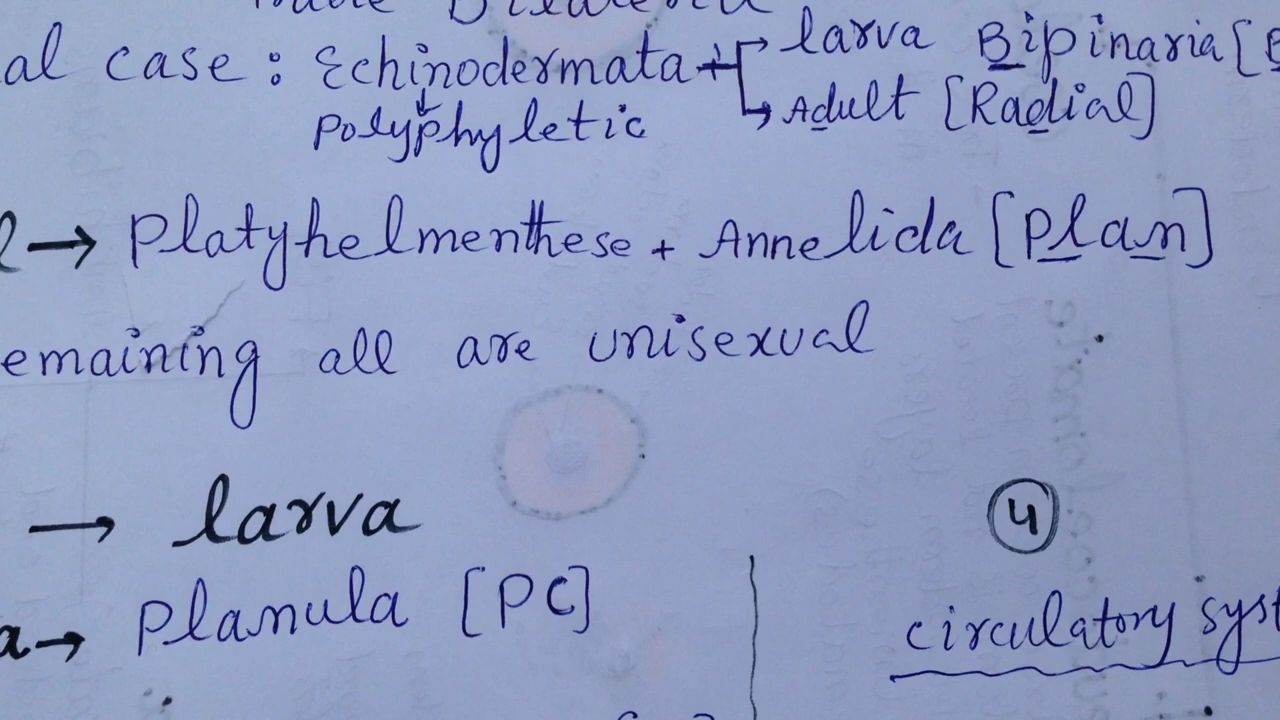 al case : Echinodermata → larva Bipinaria [B
Polyphyletic → Adult [Radial]
l → Platyhelmenthese + Annelida [Plan]
emaining all are unisexual
→ larva
4
a → Planula [PC]
circulatory syst